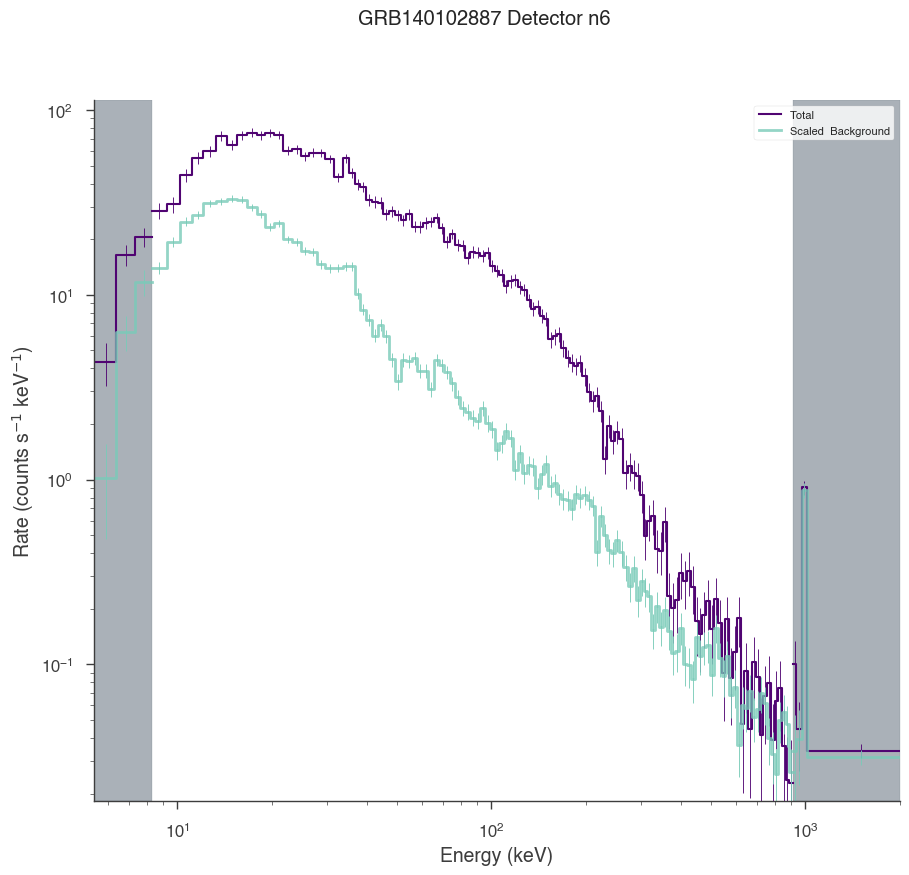 GRB140102887 Detector n6
Total
Scaled Background
Rate (counts s⁻¹ keV⁻¹)
10²
10¹
10⁰
10⁻¹
10¹
10²
10³
Energy (keV)